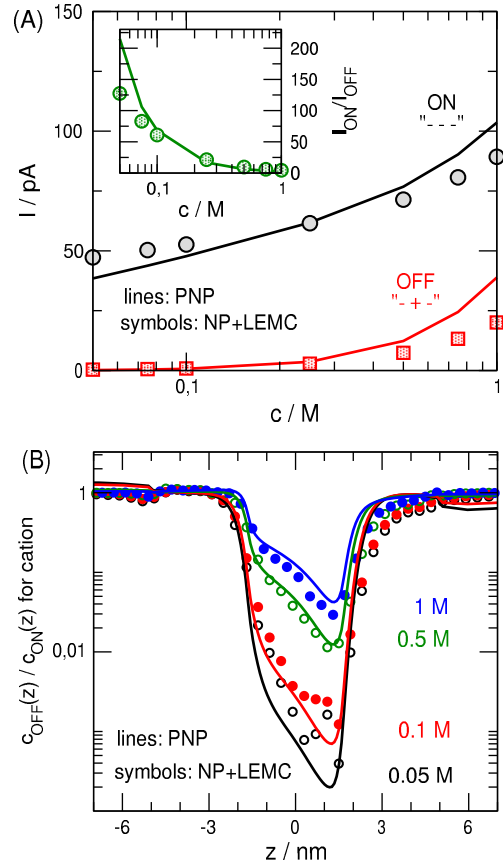 (A)
150
100
50
0
I / pA
0,1
1
c / M
200
150
100
50
0
I_ON/I_OFF
0,1
1
c / M
ON
"- - -"
OFF
"- + -"
lines: PNP
symbols: NP+LEMC
(B)
1
0,01
c_OFF(z) / c_ON(z) for cation
-6
-3
0
3
6
z / nm
1 M
0.5 M
0.1 M
0.05 M
lines: PNP
symbols: NP+LEMC